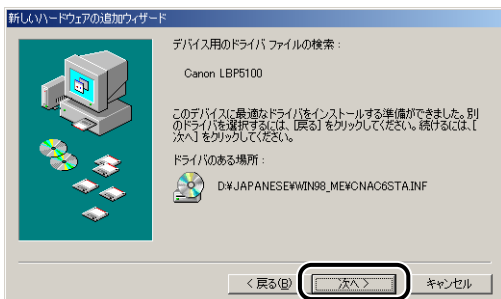 新しいハードウェアの追加ウィザード
デバイス用のドライバ ファイルの検索 :
Canon LBP5100
このデバイスに最適なドライバをインストールする準備ができました。別
のドライバを選択するには、[戻る] をクリックしてください。続けるには、[
次へ] をクリックしてください。
ドライバのある場所 :
D:¥JAPANESE¥WIN98_ME¥CNAC6STA.INF
< 戻る(B)
次へ >
キャンセル